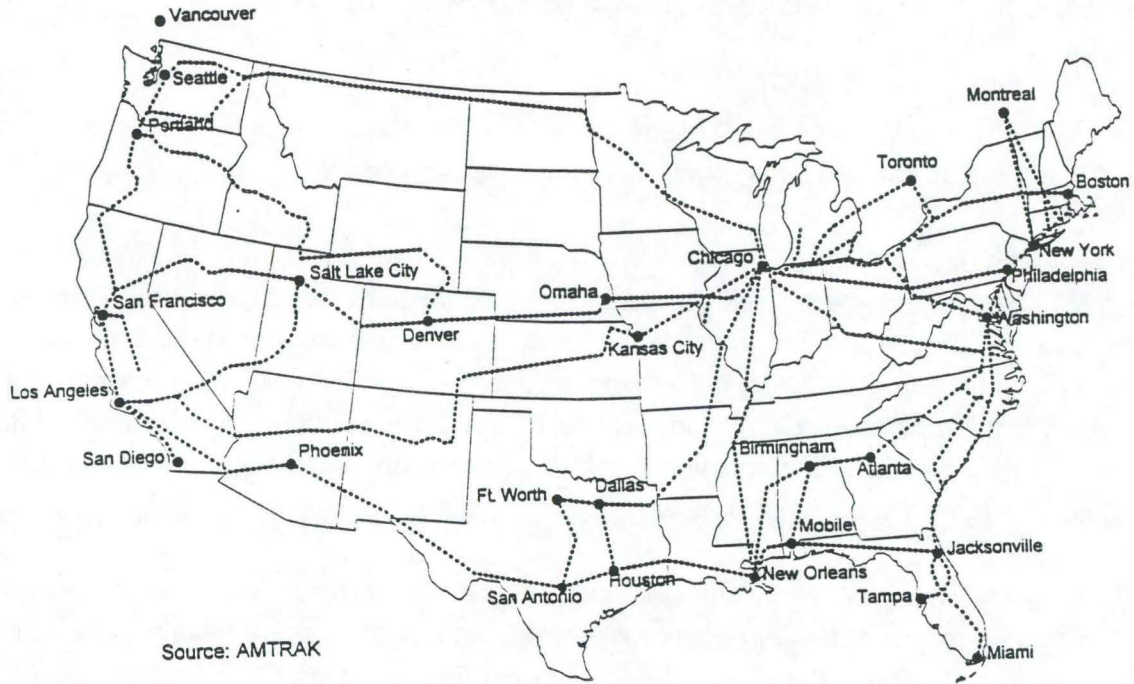 Vancouver
Seattle
Montreal
Portland
Toronto
Boston
Chicago
New York
Salt Lake City
Philadelphia
Omaha
San Francisco
Washington
Denver
Kansas City
Los Angeles
Birmingham
San Diego
Phoenix
Atlanta
Ft. Worth
Dallas
Mobile
Jacksonville
Houston
New Orleans
San Antonio
Tampa
Source: AMTRAK
Miami